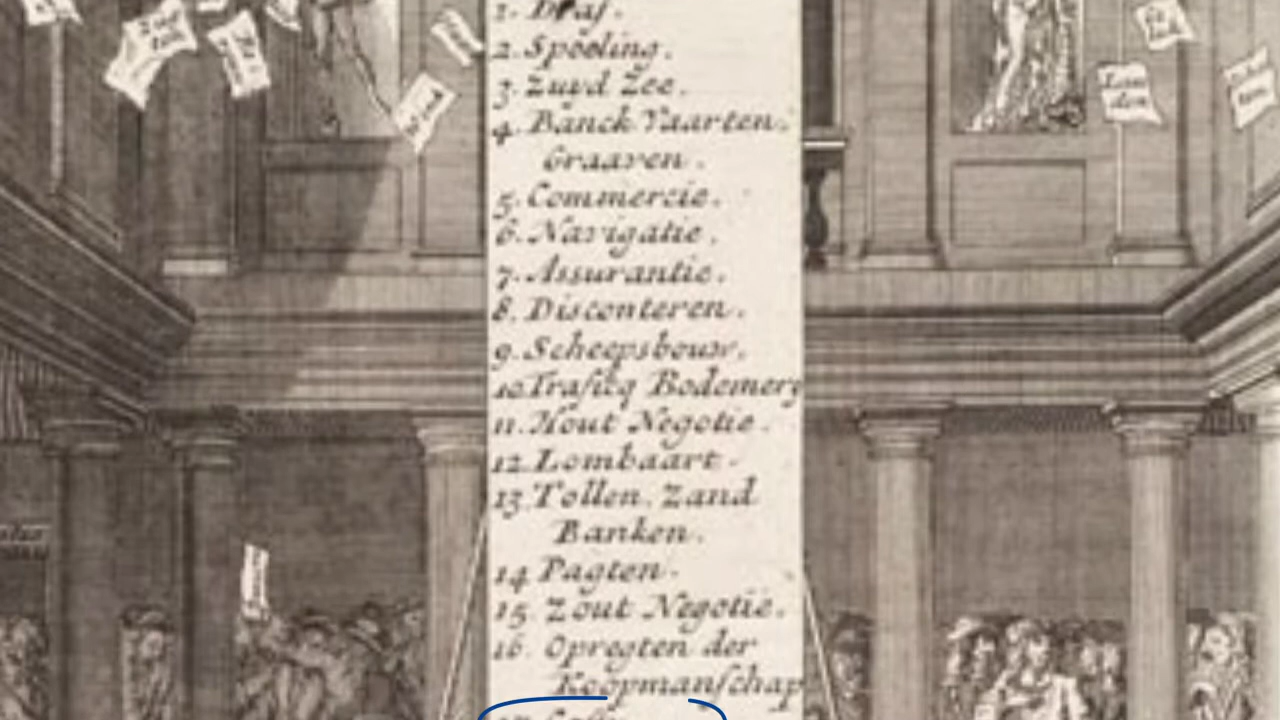 1. Draf.
2. Spoeling.
3. Zuyd Zee.
4. Banck Vaarten.
Graaven.
5. Commercie.
6. Navigatie.
7. Assurantie.
8. Disconteren.
9. Scheepsbouw.
10. Traficq Bodemery
11. Hout Negotie.
12. Lombaart.
13. Tollen. Zand
Banken.
14. Pagten.
15. Zout Negotie.
16. Opregten der
Koopmanschap
Wind